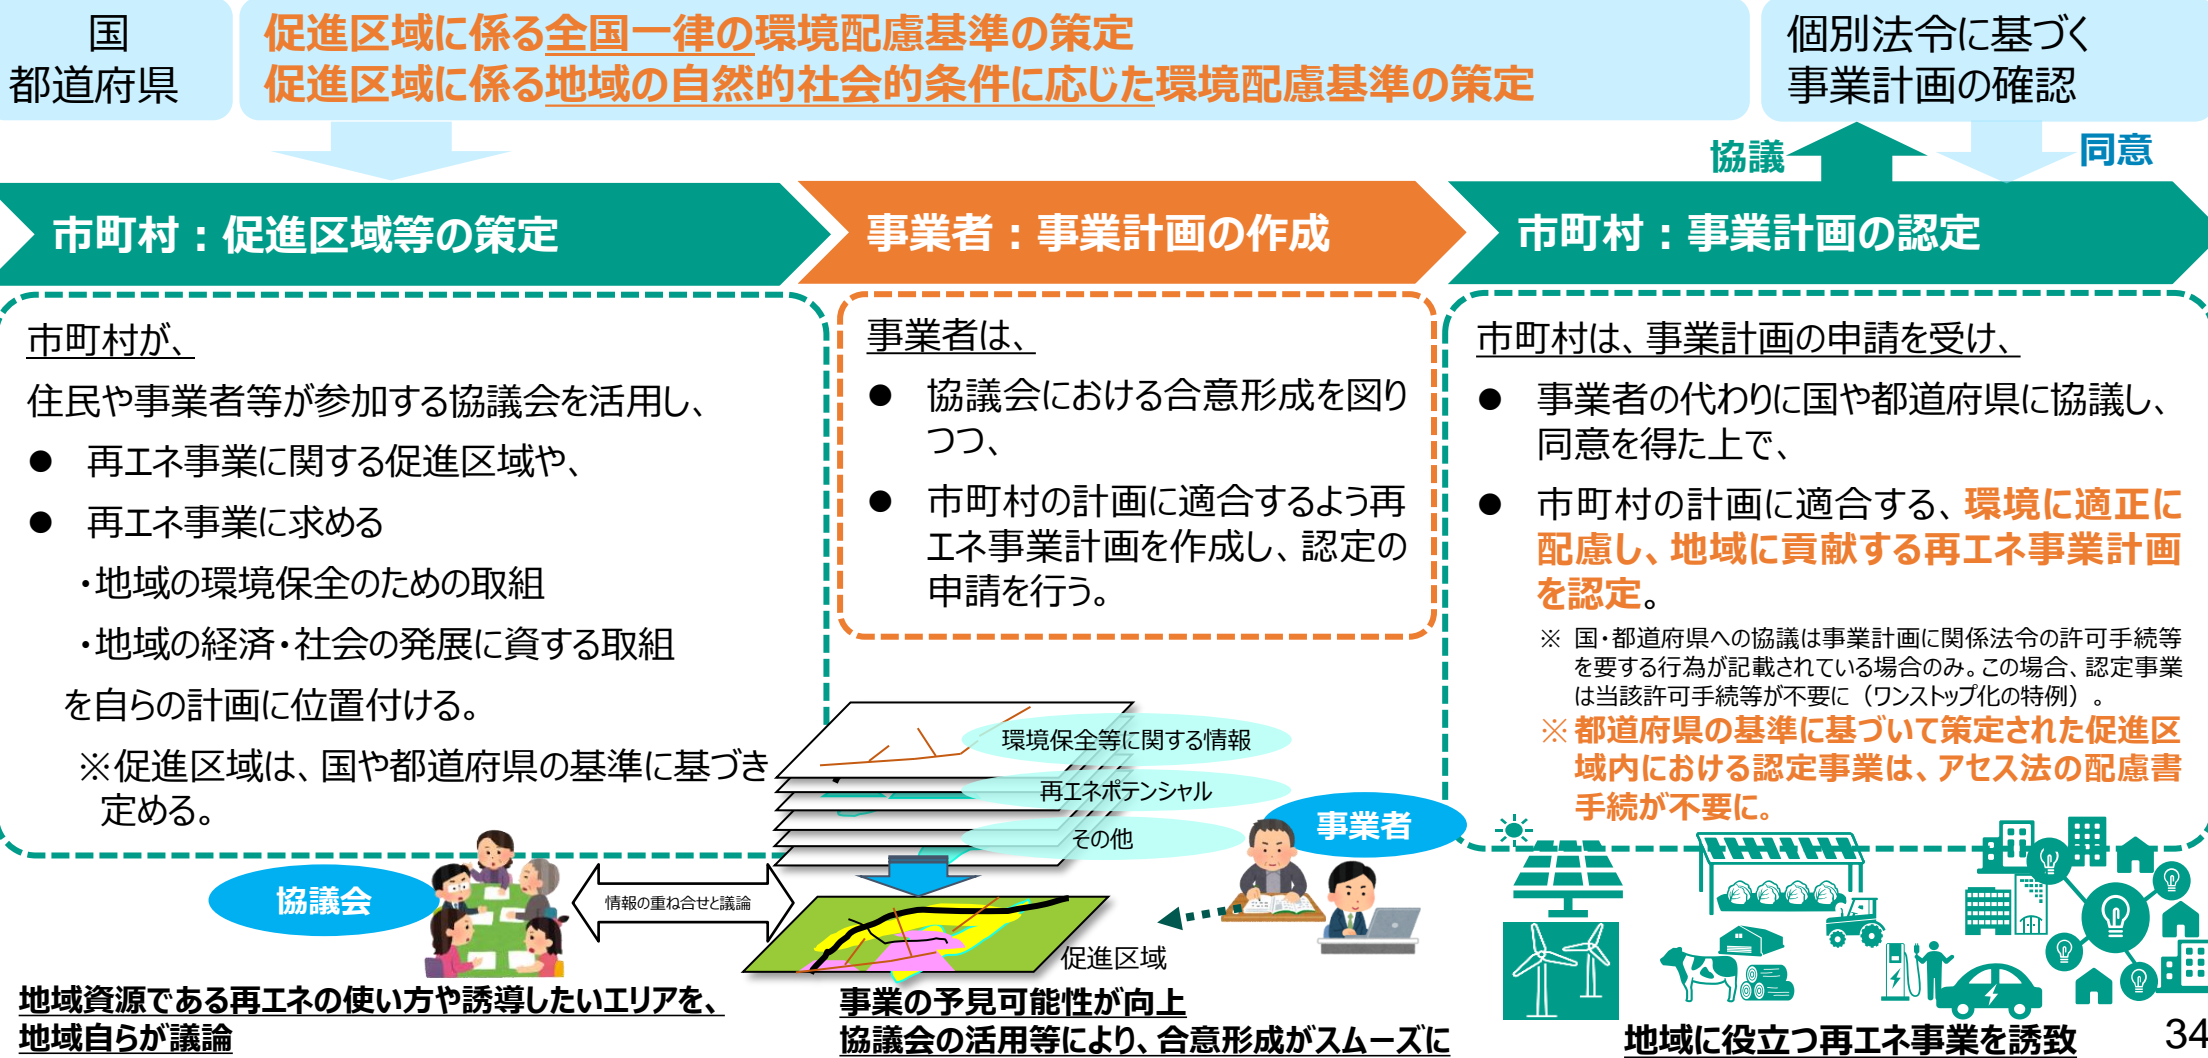 国
都道府県
促進区域に係る全国一律の環境配慮基準の策定
促進区域に係る地域の自然的社会的条件に応じた環境配慮基準の策定
個別法令に基づく
事業計画の確認
協議
同意
市町村：促進区域等の策定
事業者：事業計画の作成
市町村：事業計画の認定
市町村が、
住民や事業者等が参加する協議会を活用し、
● 再エネ事業に関する促進区域や、
● 再エネ事業に求める
・地域の環境保全のための取組
・地域の経済・社会の発展に資する取組
を自らの計画に位置付ける。
※促進区域は、国や都道府県の基準に基づき
定める。
事業者は、
● 協議会における合意形成を図り
つつ、
● 市町村の計画に適合するよう再
エネ事業計画を作成し、認定の
申請を行う。
市町村は、事業計画の申請を受け、
● 事業者の代わりに国や都道府県に協議し、
同意を得た上で、
● 市町村の計画に適合する、環境に適正に
配慮し、地域に貢献する再エネ事業計画
を認定。
※ 国・都道府県への協議は事業計画に関係法令の許可手続等
を要する行為が記載されている場合のみ。この場合、認定事業
は当該許可手続等が不要に（ワンストップ化の特例）。
※都道府県の基準に基づいて策定された促進区
域内における認定事業は、アセス法の配慮書
手続が不要に。
環境保全等に関する情報
再エネポテンシャル
その他
事業者
協議会
情報の重ね合せと議論
促進区域
地域資源である再エネの使い方や誘導したいエリアを、
地域自らが議論
事業の予見可能性が向上
協議会の活用等により、合意形成がスムーズに
地域に役立つ再エネ事業を誘致
34